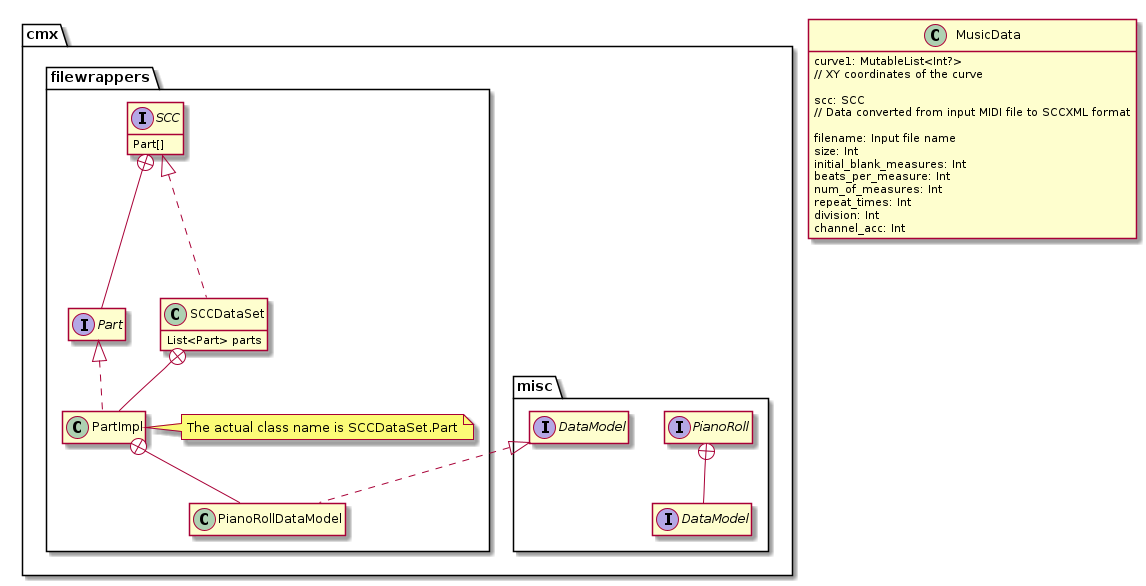 cmx
filewrappers
I SCC
Part[]
I Part
C SCCDataSet
List<Part> parts
C PartImpl
The actual class name is SCCDataSet.Part
C PianoRollDataModel
misc
I DataModel
I PianoRoll
I DataModel
C MusicData
curve1: MutableList<Int?>
// XY coordinates of the curve
scc: SCC
// Data converted from input MIDI file to SCCXML format
filename: Input file name
size: Int
initial_blank_measures: Int
beats_per_measure: Int
num_of_measures: Int
repeat_times: Int
division: Int
channel_acc: Int